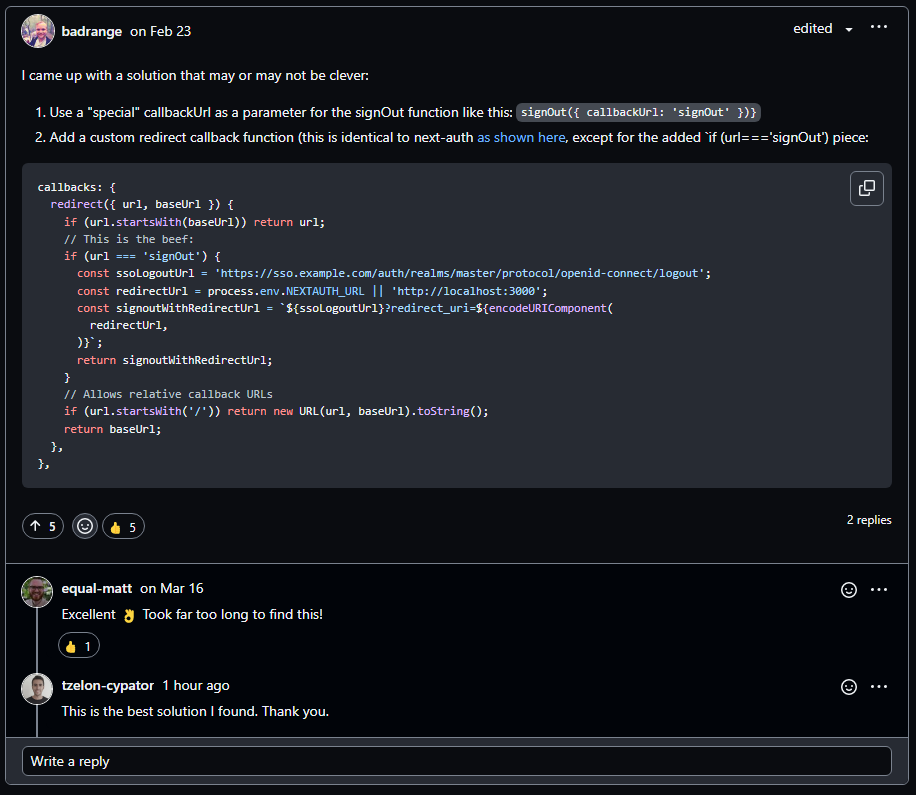 badrange on Feb 23 edited
I came up with a solution that may or may not be clever:
1. Use a "special" callbackUrl as a parameter for the signOut function like this: signOut({ callbackUrl: 'signOut' })}
2. Add a custom redirect callback function (this is identical to next-auth as shown here, except for the added `if (url==='signOut') piece:
callbacks: {
  redirect({ url, baseUrl }) {
    if (url.startsWith(baseUrl)) return url;
    // This is the beef:
    if (url === 'signOut') {
      const ssoLogoutUrl = 'https://sso.example.com/auth/realms/master/protocol/openid-connect/logout';
      const redirectUrl = process.env.NEXTAUTH_URL || 'http://localhost:3000';
      const signoutWithRedirectUrl = `${ssoLogoutUrl}?redirect_uri=${encodeURIComponent(
        redirectUrl,
      )}`;
      return signoutWithRedirectUrl;
    }
    // Allows relative callback URLs
    if (url.startsWith('/')) return new URL(url, baseUrl).toString();
    return baseUrl;
  },
},
5 👍 5 2 replies
equal-matt on Mar 16
Excellent 👌 Took far too long to find this!
👍 1
tzelon-cypator 1 hour ago
This is the best solution I found. Thank you.
Write a reply